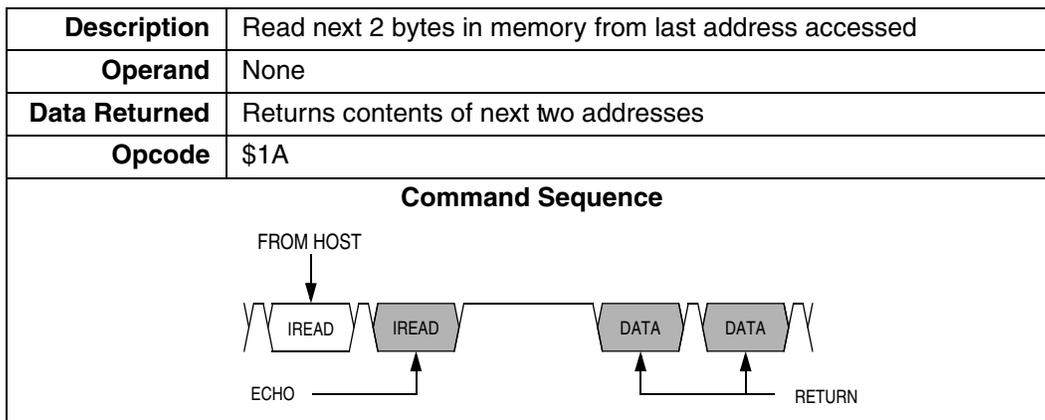 Description Read next 2 bytes in memory from last address accessed
Operand None
Data Returned Returns contents of next two addresses
Opcode $1A
Command Sequence
FROM HOST
IREAD IREAD DATA DATA
ECHO RETURN